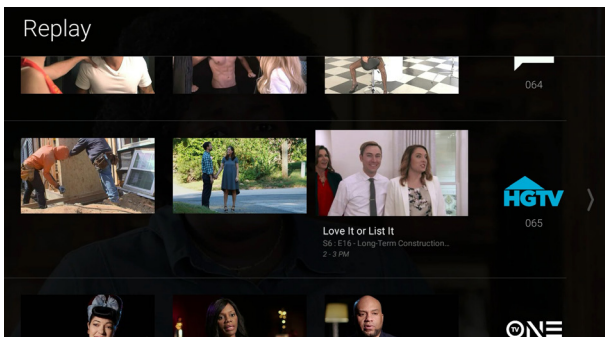 Replay
064
HGTV
065
Love It or List It
S6 : E16 - Long-Term Construction...
2 - 3 PM
TV ONE